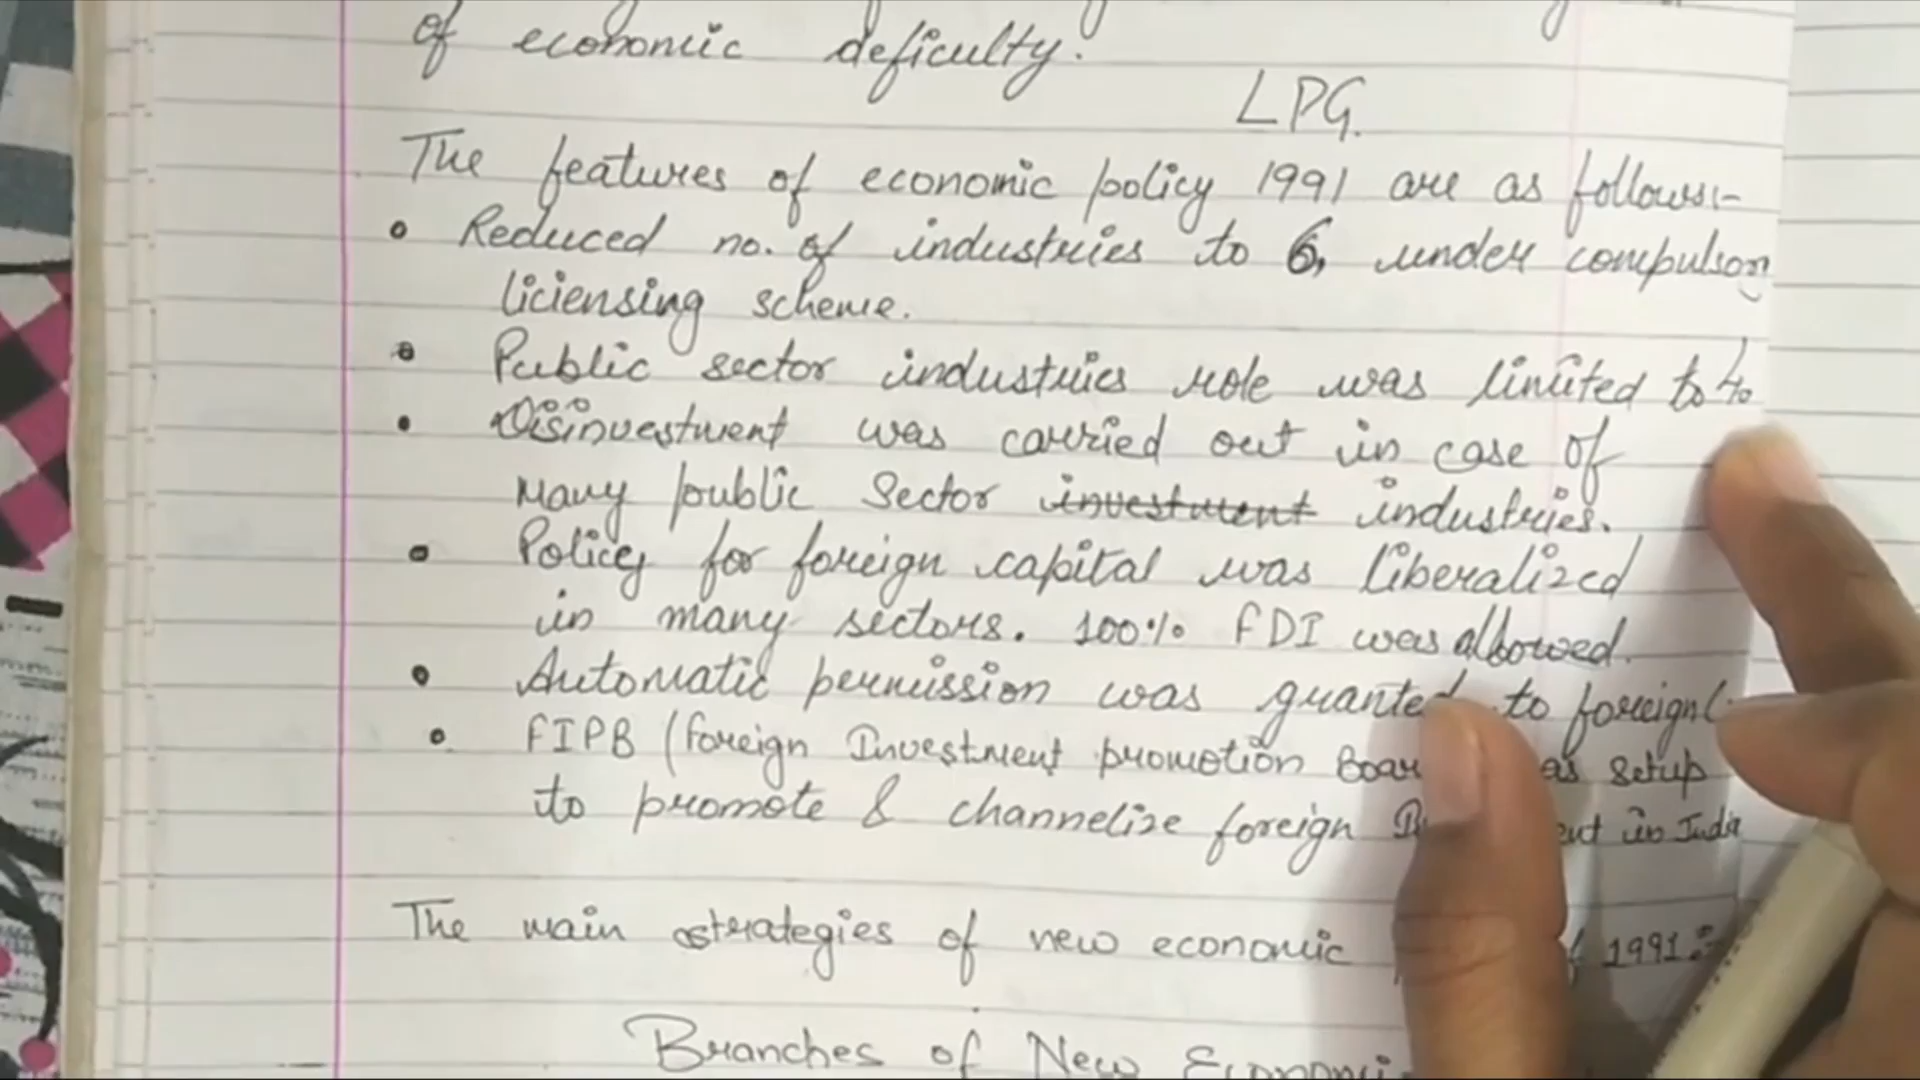 of economic deficulty.
LPG.
The features of economic policy 1991 are as follows:-
• Reduced no. of industries to 6, under compulsory
liciensing scheme.
• Public sector industries role was limited to 4.
• Disinvestment was carried out in case of
many public Sector investment industries.
• Policy for foreign capital was liberalized
in many sectors. 100% FDI was allowed.
• Automatic permission was granted to foreign
• FIPB (Foreign Investment promotion Boar as setup
to promote & channelise foreign in India
The main strategies of new economic 1991:-
Branches of New